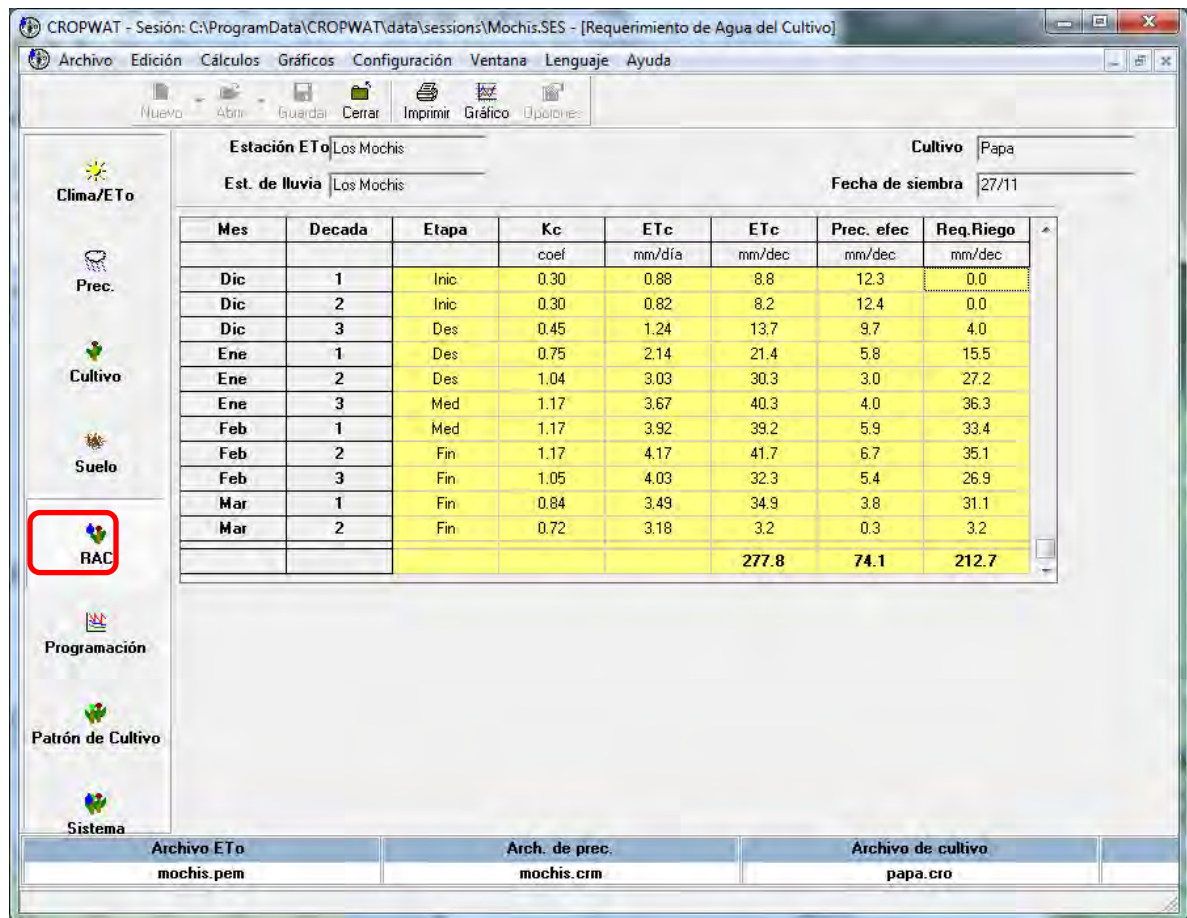 CROPWAT - Sesión: C:\ProgramData\CROPWAT\data\sessions\Mochis.SES - [Requerimiento de Agua del Cultivo]
Archivo Edición Cálculos Gráficos Configuración Ventana Lenguaje Ayuda
Nuevo Abrir Guardar Cerrar Imprimir Gráfico Opciones
Estación ETo Los Mochis Cultivo Papa
Est. de lluvia Los Mochis Fecha de siembra 27/11
Clima/ETo
Prec.
Cultivo
Suelo
RAC
Programación
Patrón de Cultivo
Sistema
Mes Decada Etapa Kc ETc ETc Prec. efec Req.Riego
coef mm/día mm/dec mm/dec mm/dec
Dic 1 Inic 0.30 0.88 8.8 12.3 0.0
Dic 2 Inic 0.30 0.82 8.2 12.4 0.0
Dic 3 Des 0.45 1.24 13.7 9.7 4.0
Ene 1 Des 0.75 2.14 21.4 5.8 15.5
Ene 2 Des 1.04 3.03 30.3 3.0 27.2
Ene 3 Med 1.17 3.67 40.3 4.0 36.3
Feb 1 Med 1.17 3.92 39.2 5.9 33.4
Feb 2 Fin 1.17 4.17 41.7 6.7 35.1
Feb 3 Fin 1.05 4.03 32.3 5.4 26.9
Mar 1 Fin 0.84 3.49 34.9 3.8 31.1
Mar 2 Fin 0.72 3.18 3.2 0.3 3.2
277.8 74.1 212.7
Archivo ETo Arch. de prec. Archivo de cultivo
mochis.pem mochis.crm papa.cro